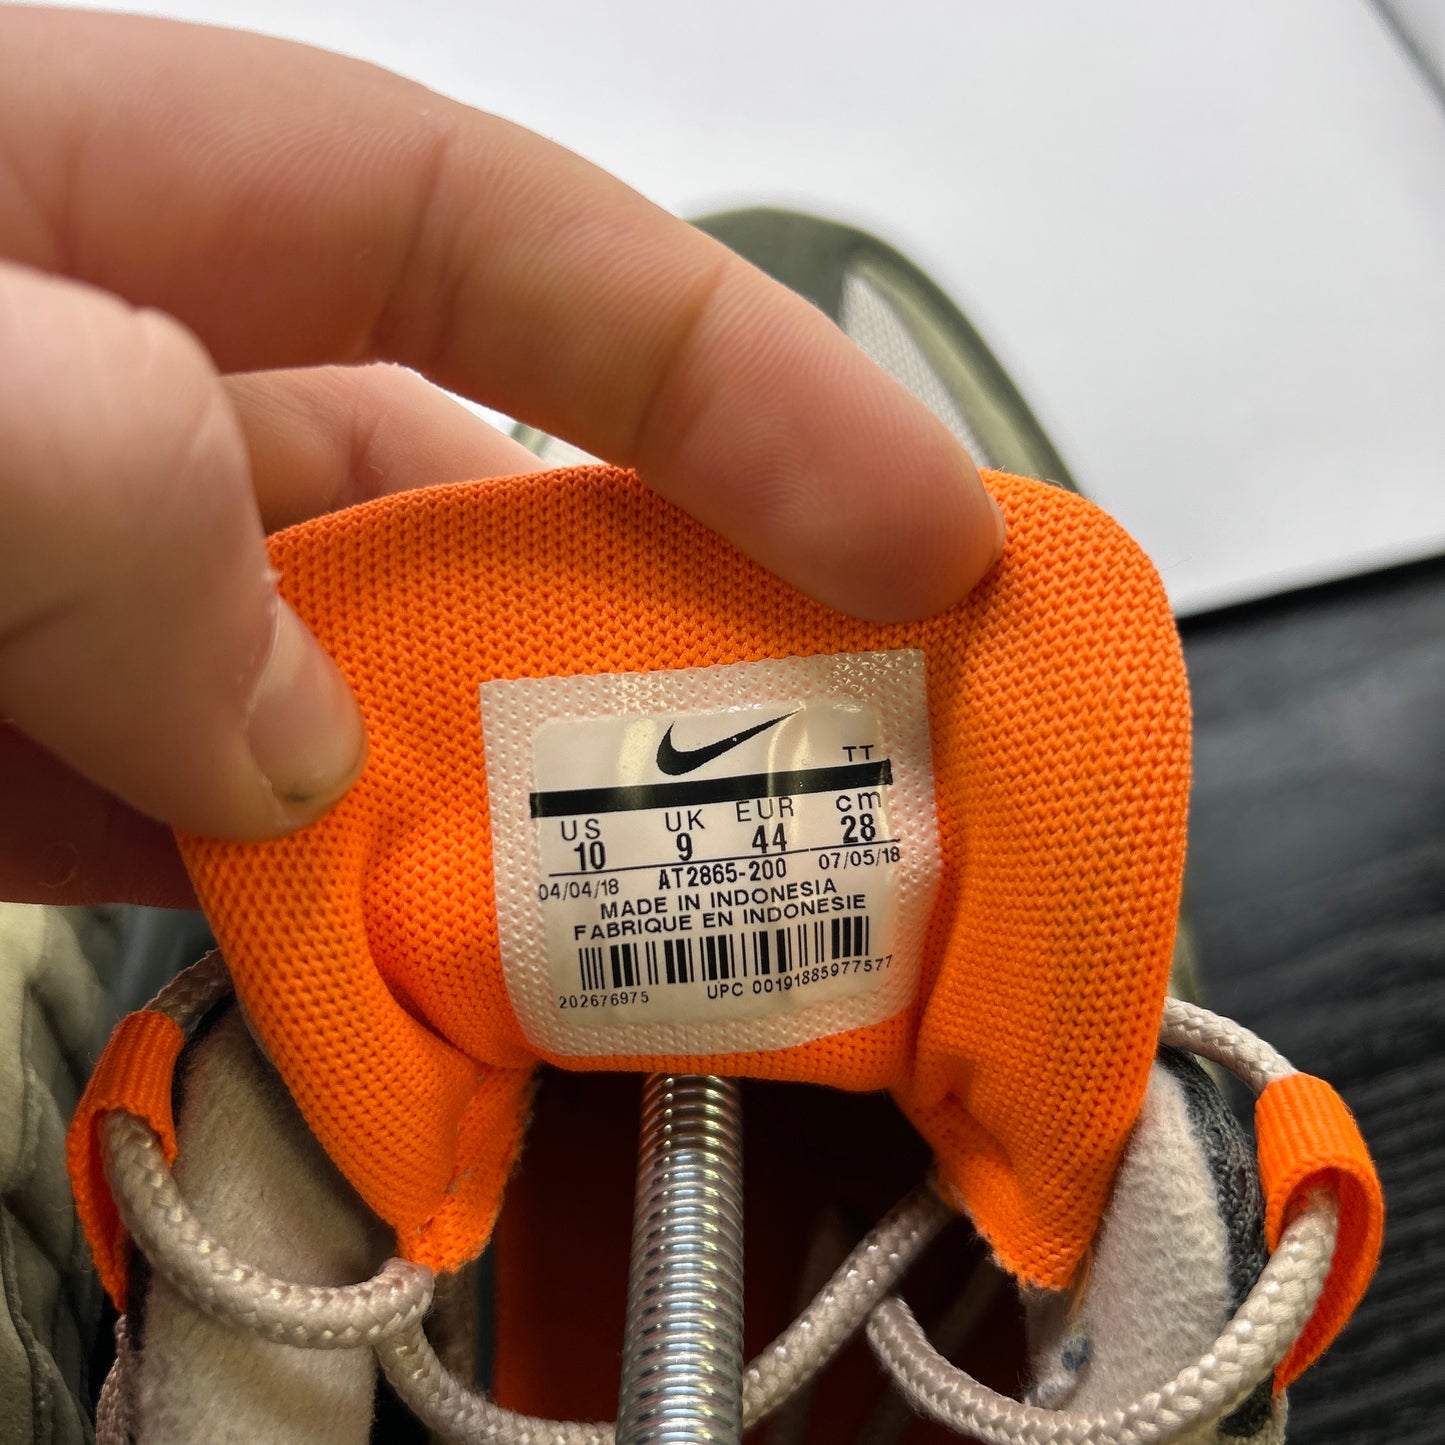 TT
US UK EUR cm
10 9 44 28
04/04/18 AT2865-200 07/05/18
MADE IN INDONESIA
FABRIQUE EN INDONESIE
202676975 UPC 00191885977577